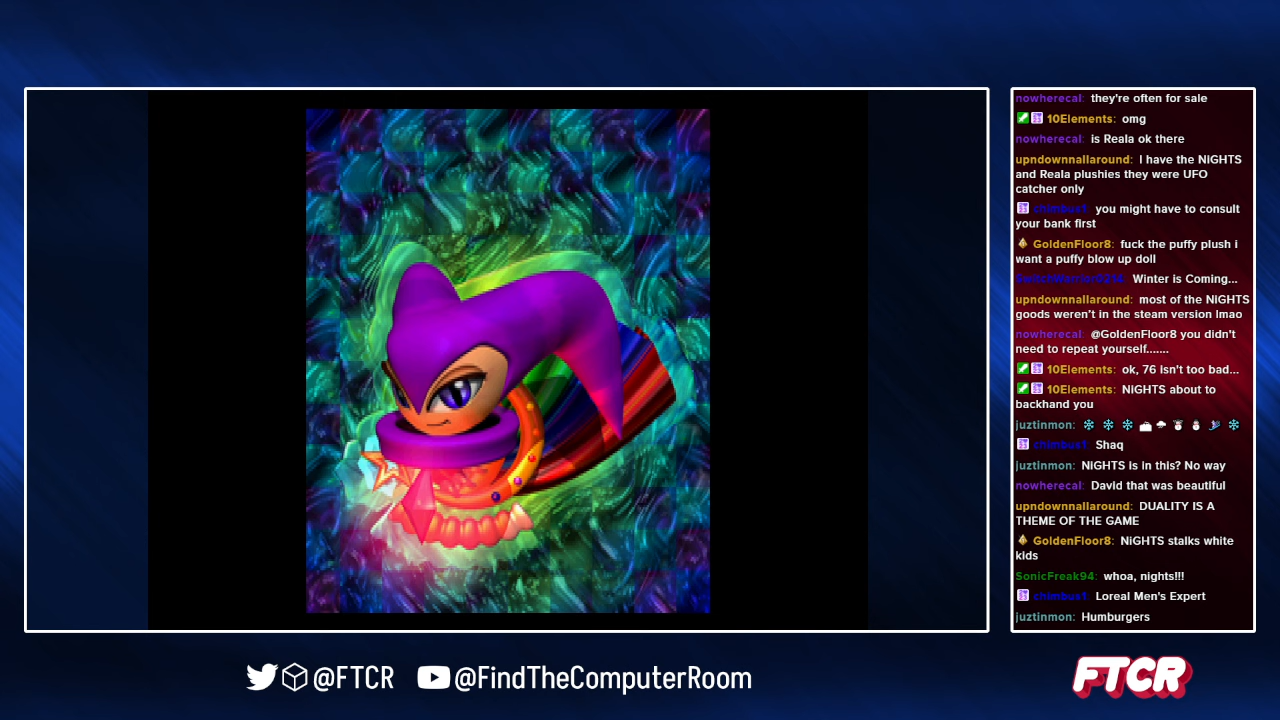 nowherecal: they're often for sale
10Elements: omg
nowherecal: is Reala ok there
upndownnallaround: I have the NiGHTS
and Reala plushies they were UFO
catcher only
chimbus1: you might have to consult
your bank first
GoldenFloor8: fuck the puffy plush i
want a puffy blow up doll
Winter is Coming...
upndownnallaround: most of the NiGHTS
goods weren't in the steam version lmao
nowherecal: @GoldenFloor8 you didn't
need to repeat yourself.......
10Elements: ok, 76 isn't too bad...
10Elements: NiGHTS about to
backhand you
juztinmon:
chimbus1: Shaq
juztinmon: NIGHTS is in this? No way
nowherecal: David that was beautiful
upndownnallaround: DUALITY IS A
THEME OF THE GAME
GoldenFloor8: NiGHTS stalks white
kids
SonicFreak94: whoa, nights!!!
chimbus1: Loreal Men's Expert
juztinmon: Humburgers
@FTCR @FindTheComputerRoom
FTCR